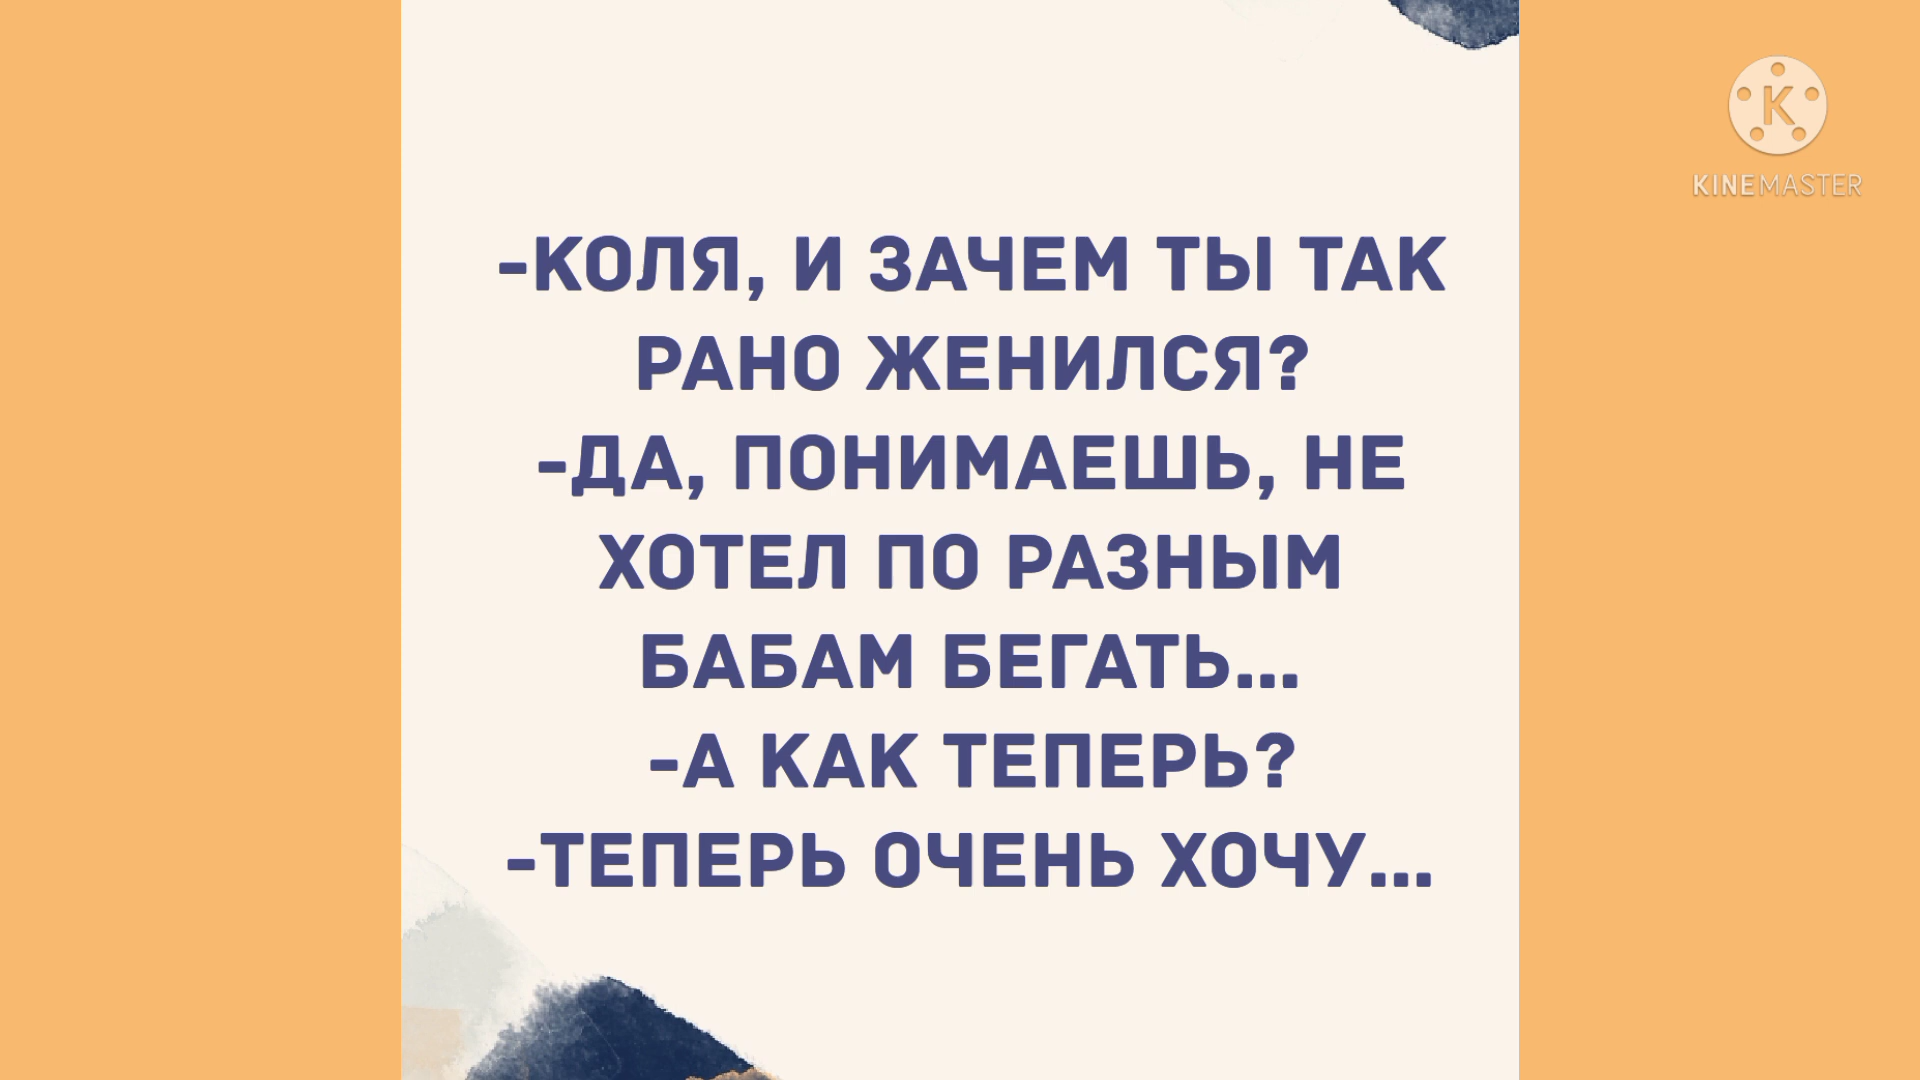 -КОЛЯ, И ЗАЧЕМ ТЫ ТАК
РАНО ЖЕНИЛСЯ?
-ДА, ПОНИМАЕШЬ, НЕ
ХОТЕЛ ПО РАЗНЫМ
БАБАМ БЕГАТЬ...
-А КАК ТЕПЕРЬ?
-ТЕПЕРЬ ОЧЕНЬ ХОЧУ...
K
KINEMASTER